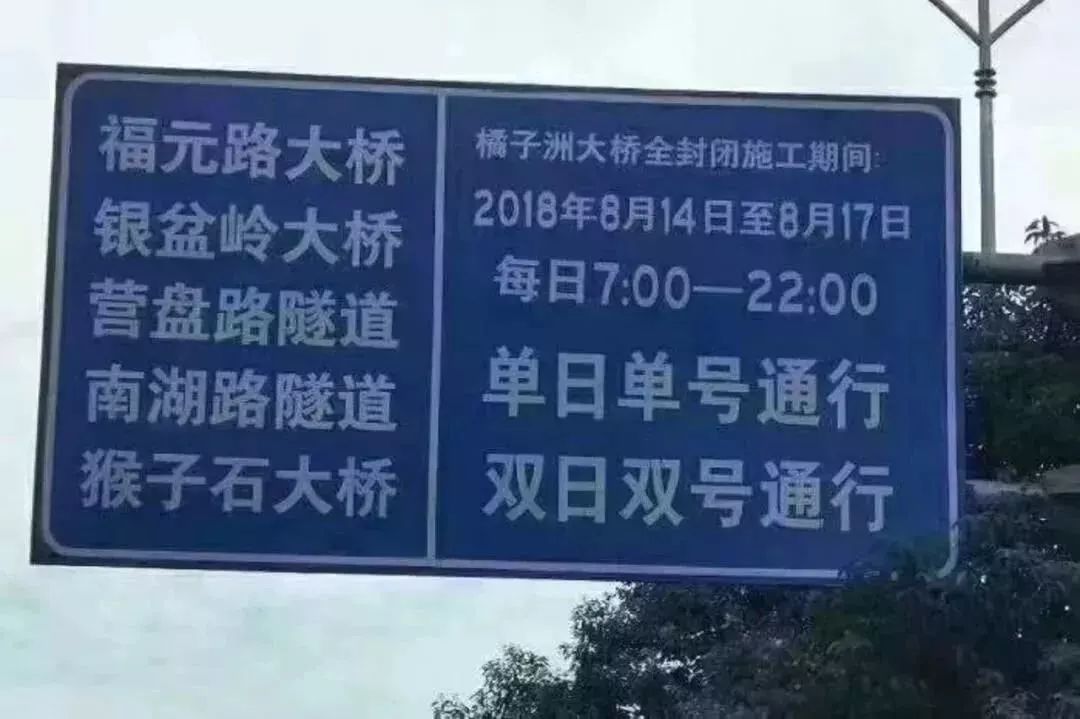 福元路大桥
银盆岭大桥
营盘路隧道
南湖路隧道
猴子石大桥
橘子洲大桥全封闭施工期间:
2018年8月14日至8月17日
每日7:00—22:00
单日单号通行
双日双号通行